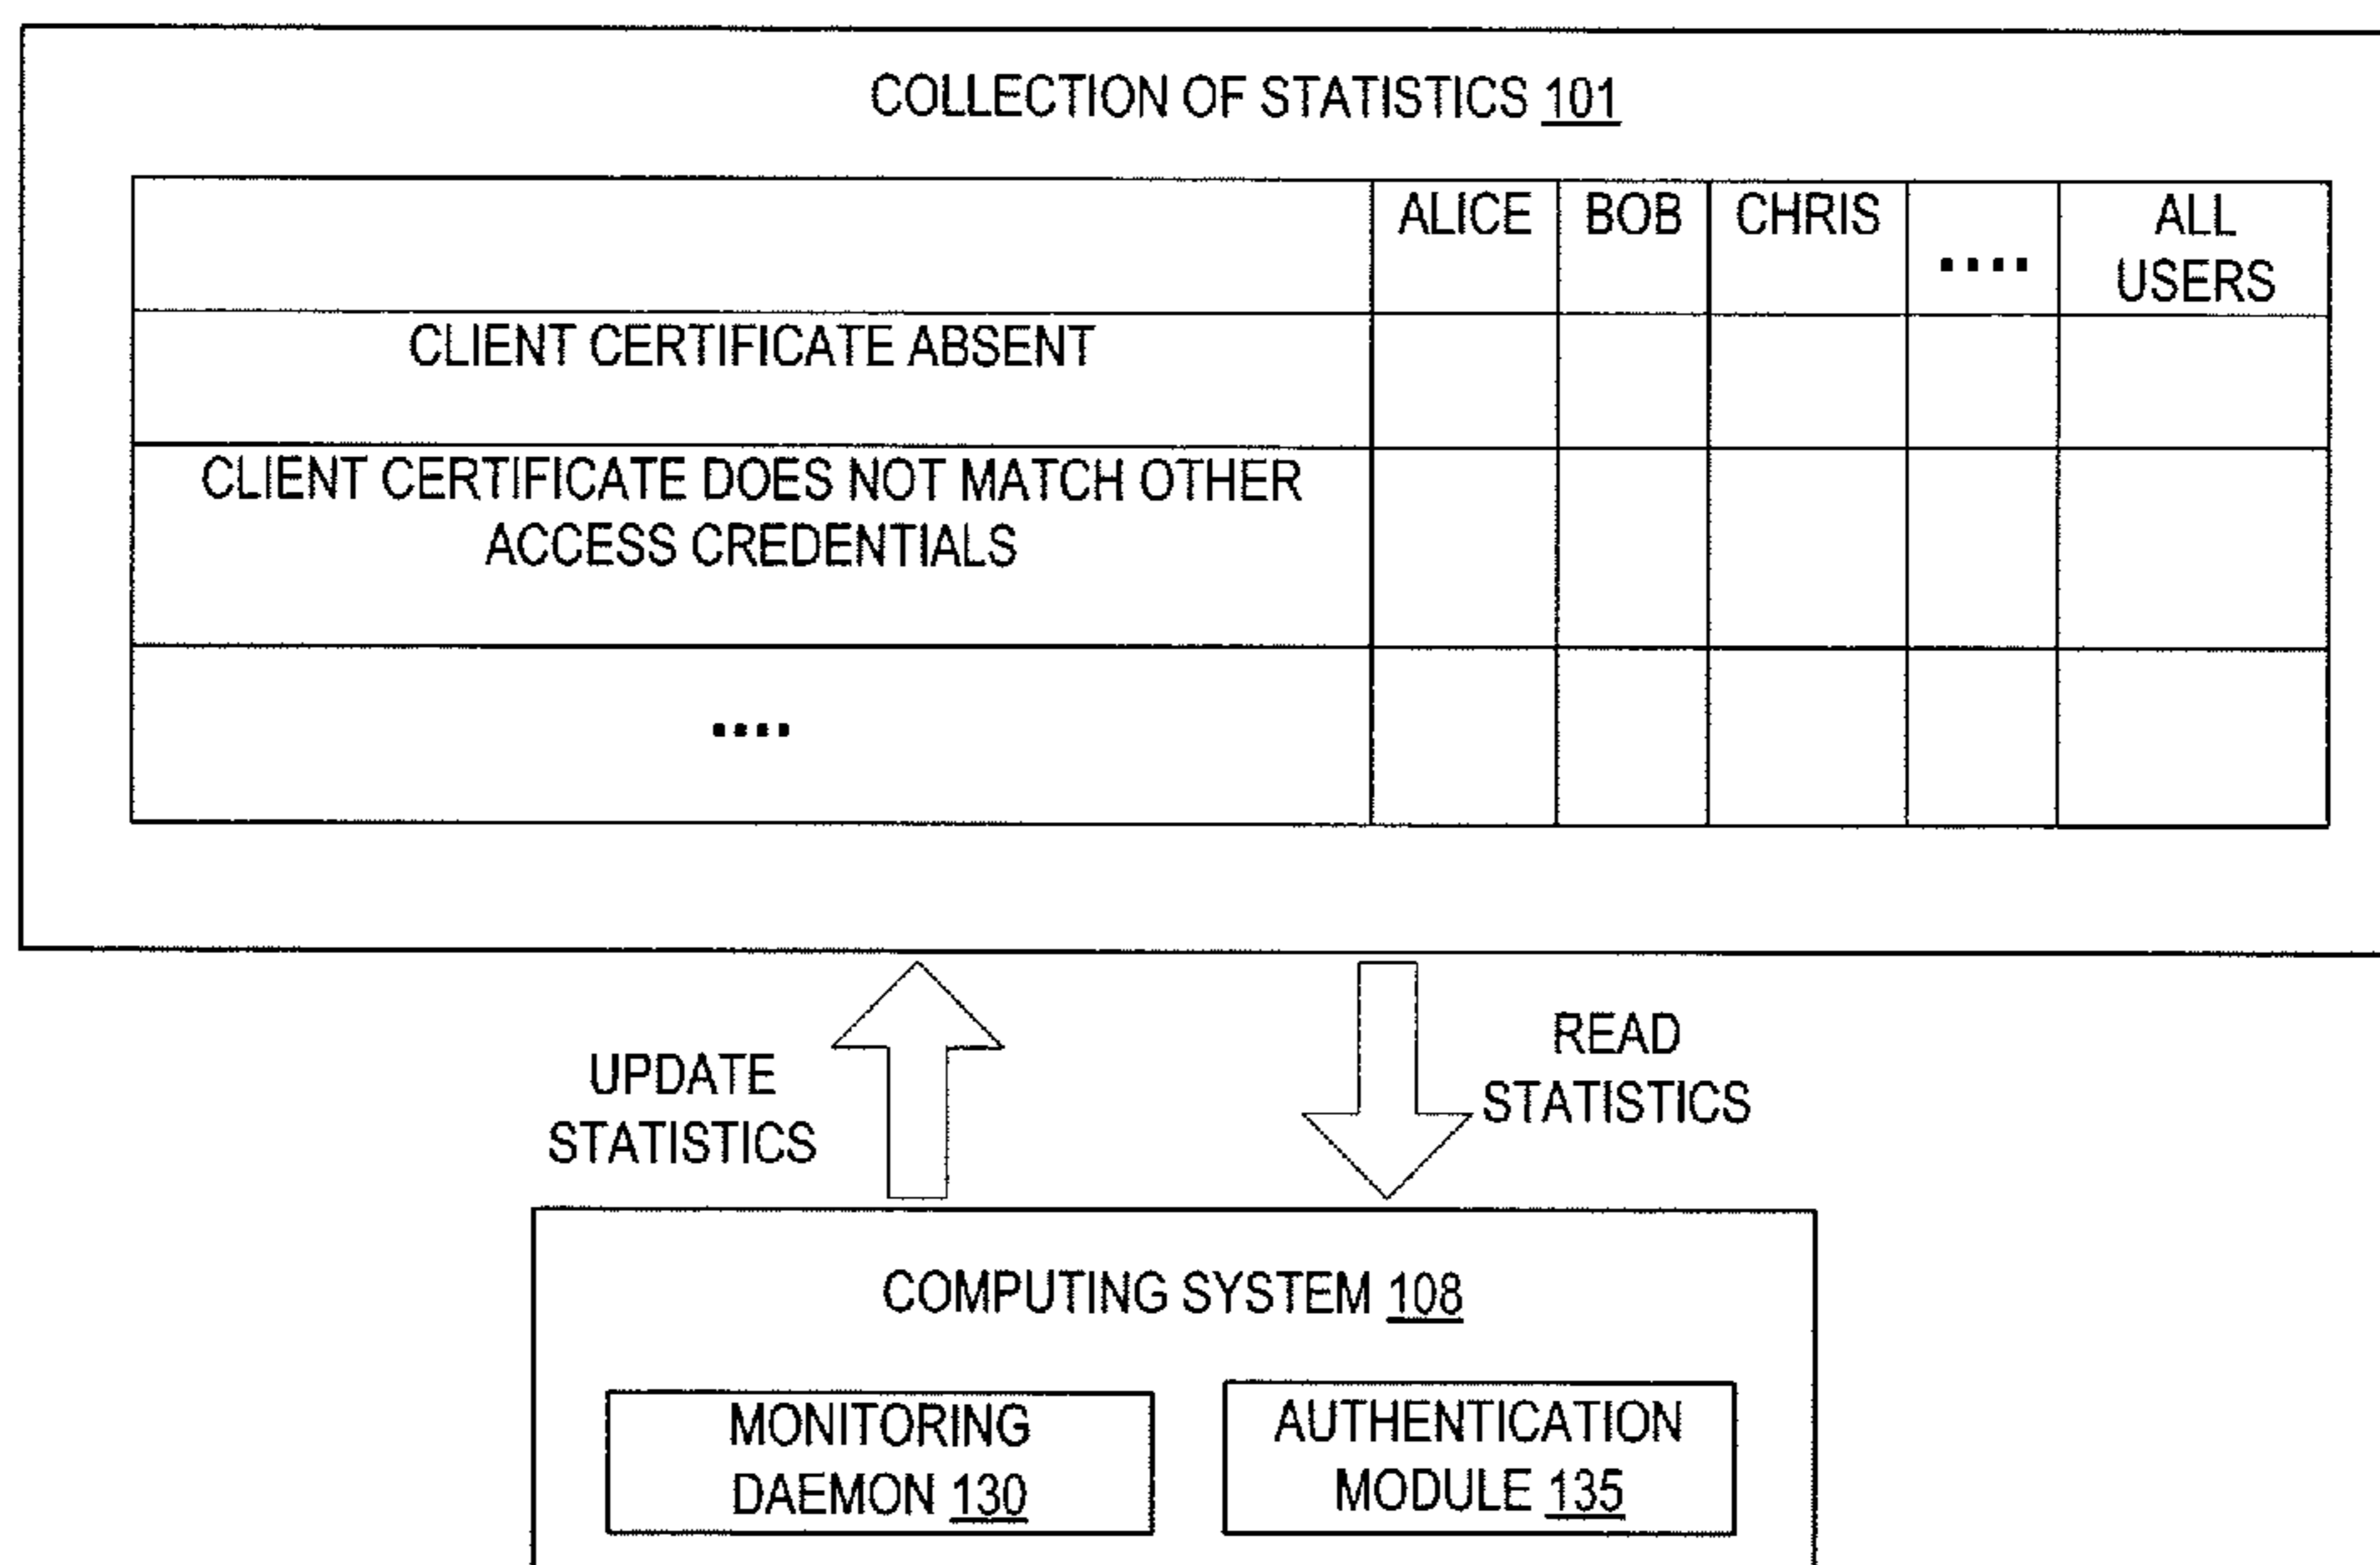 COLLECTION OF STATISTICS 101
ALICE BOB CHRIS .... ALL USERS
CLIENT CERTIFICATE ABSENT
CLIENT CERTIFICATE DOES NOT MATCH OTHER
ACCESS CREDENTIALS
....
UPDATE
STATISTICS
READ
STATISTICS
COMPUTING SYSTEM 108
MONITORING
DAEMON 130
AUTHENTICATION
MODULE 135